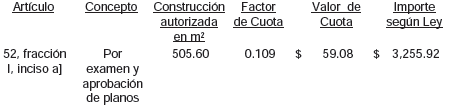 Artículo Concepto Construcción autorizada en m² Factor de Cuota Valor de Cuota Importe según Ley
52, fracción I, inciso a] Por examen y aprobación de planos 505.60 0.109 $ 59.08 $ 3,255.92